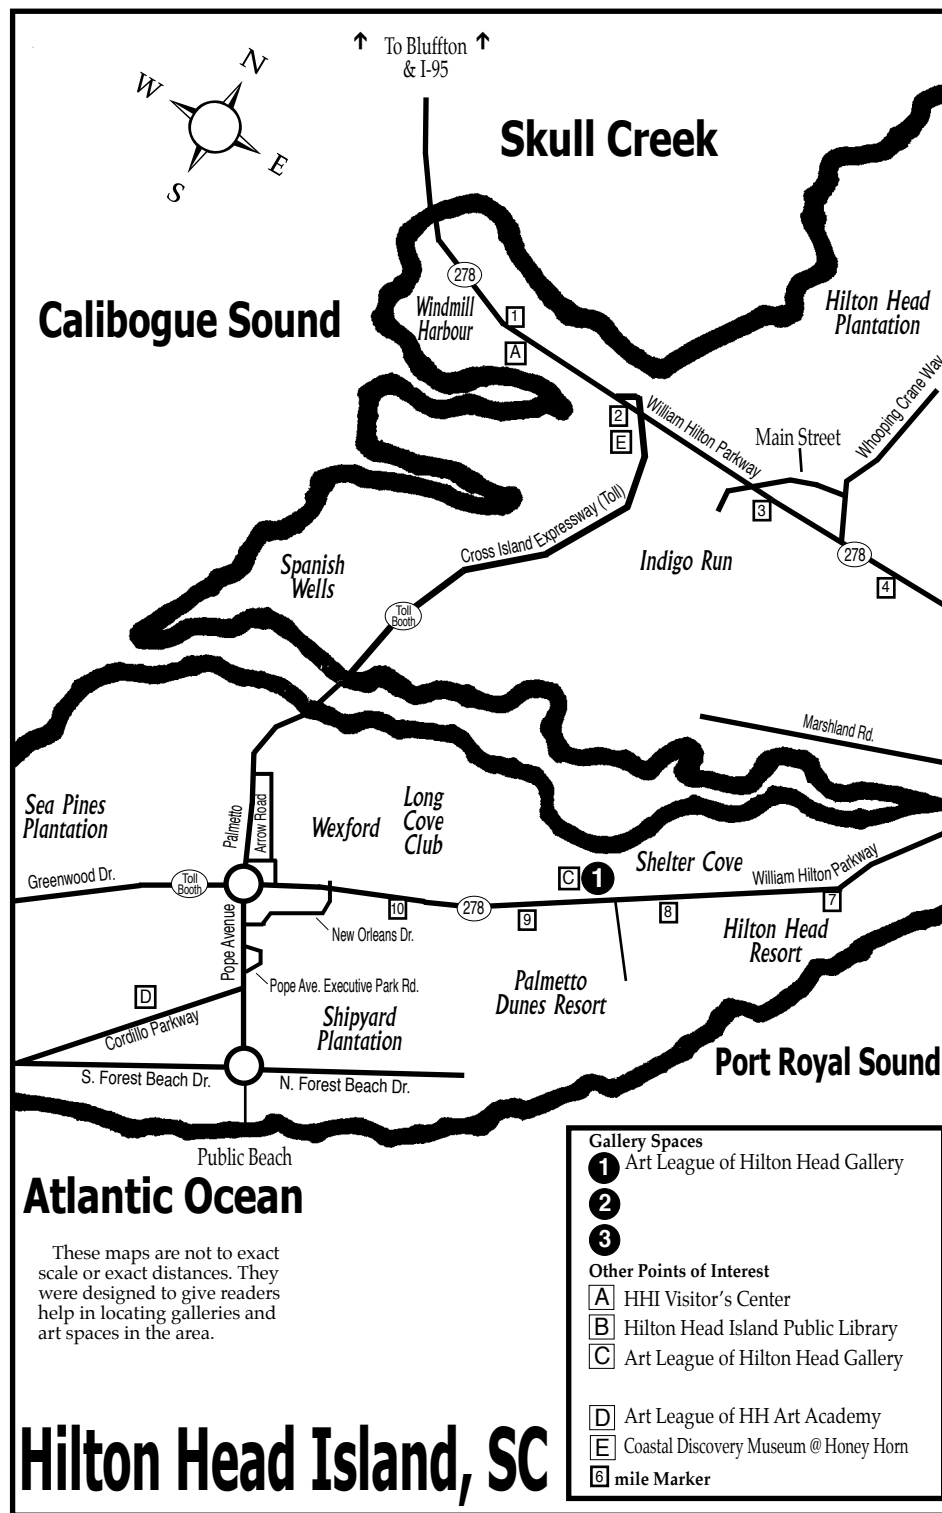 To Bluffton
& I-95
N
W
E
S
Skull Creek
278
Windmill
Harbour
1
A
Calibogue Sound
Hilton Head
Plantation
2
E
William Hilton Parkway
Main Street
Whooping Crane Way
3
Cross Island Expressway (Toll)
Indigo Run
278
4
Spanish
Wells
Toll
Booth
Marshland Rd.
Sea Pines
Plantation
Palmetto
Arrow Road
Wexford
Long
Cove
Club
Shelter Cove
C
1
William Hilton Parkway
Greenwood Dr.
Toll
Booth
10
278
9
8
7
New Orleans Dr.
Hilton Head
Resort
Pope Avenue
Pope Ave. Executive Park Rd.
Palmetto
Dunes Resort
D
Cordillo Parkway
Shipyard
Plantation
Port Royal Sound
S. Forest Beach Dr.
N. Forest Beach Dr.
Public Beach
Atlantic Ocean
These maps are not to exact
scale or exact distances. They
were designed to give readers
help in locating galleries and
art spaces in the area.
Gallery Spaces
1 Art League of Hilton Head Gallery
2
3
Other Points of Interest
A HHI Visitor's Center
B Hilton Head Island Public Library
C Art League of Hilton Head Gallery
D Art League of HH Art Academy
E Coastal Discovery Museum @ Honey Horn
6 mile Marker
Hilton Head Island, SC